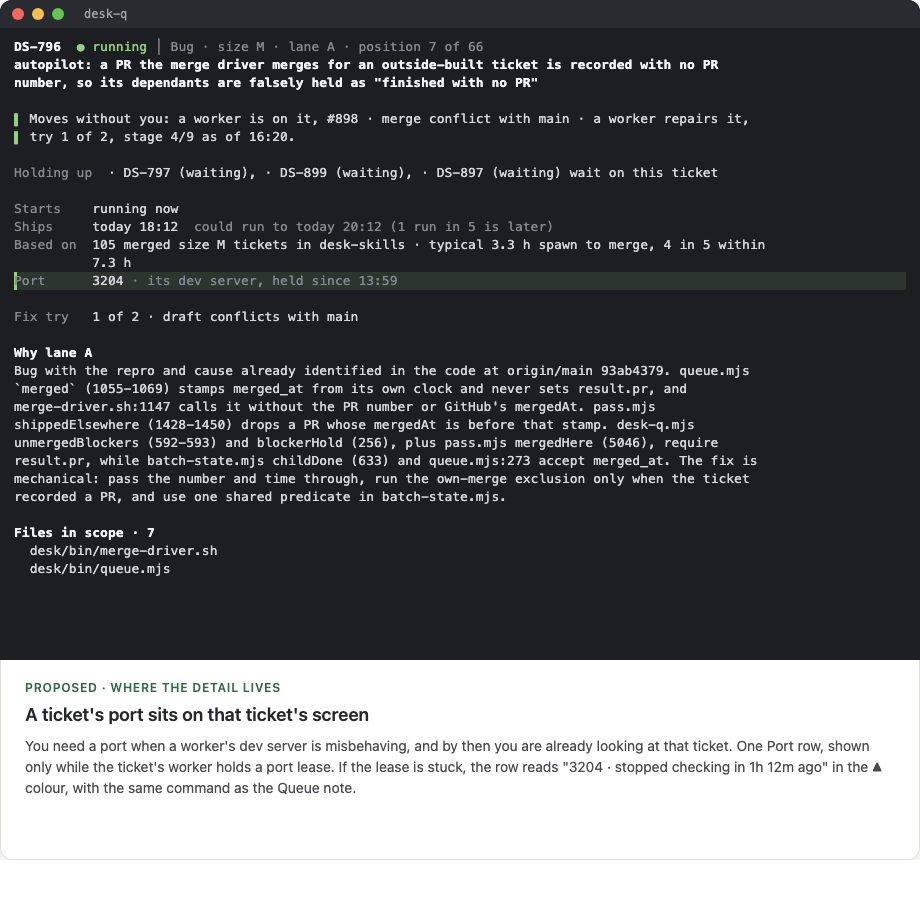 desk-q
DS-796 ● running │ Bug · size M · lane A · position 7 of 66
autopilot: a PR the merge driver merges for an outside-built ticket is recorded with no PR
number, so its dependants are falsely held as "finished with no PR"
Moves without you: a worker is on it, #898 · merge conflict with main · a worker repairs it,
try 1 of 2, stage 4/9 as of 16:20.
Holding up · DS-797 (waiting), · DS-899 (waiting), · DS-897 (waiting) wait on this ticket
Starts running now
Ships today 18:12 could run to today 20:12 (1 run in 5 is later)
Based on 105 merged size M tickets in desk-skills · typical 3.3 h spawn to merge, 4 in 5 within
7.3 h
Port 3204 · its dev server, held since 13:59
Fix try 1 of 2 · draft conflicts with main
Why lane A
Bug with the repro and cause already identified in the code at origin/main 93ab4379. queue.mjs
`merged` (1055-1069) stamps merged_at from its own clock and never sets result.pr, and
merge-driver.sh:1147 calls it without the PR number or GitHub's mergedAt. pass.mjs
shippedElsewhere (1428-1450) drops a PR whose mergedAt is before that stamp. desk-q.mjs
unmergedBlockers (592-593) and blockerHold (256), plus pass.mjs mergedHere (5046), require
result.pr, while batch-state.mjs childDone (633) and queue.mjs:273 accept merged_at. The fix is
mechanical: pass the number and time through, run the own-merge exclusion only when the ticket
recorded a PR, and use one shared predicate in batch-state.mjs.
Files in scope · 7
desk/bin/merge-driver.sh
desk/bin/queue.mjs
PROPOSED · WHERE THE DETAIL LIVES
A ticket's port sits on that ticket's screen
You need a port when a worker's dev server is misbehaving, and by then you are already looking at that ticket. One Port row, shown
only while the ticket's worker holds a port lease. If the lease is stuck, the row reads "3204 · stopped checking in 1h 12m ago" in the ▲
colour, with the same command as the Queue note.